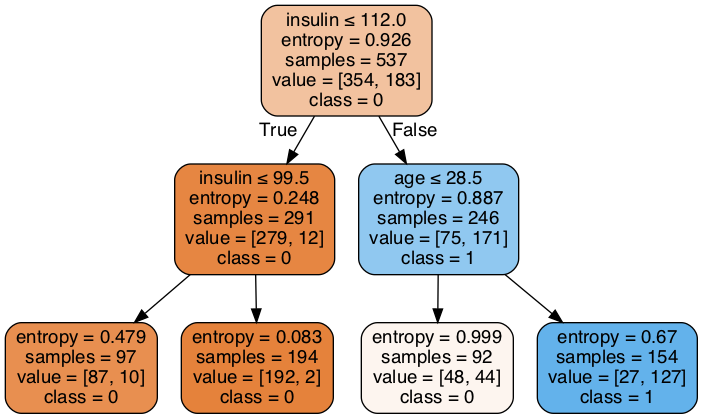 insulin ≤ 112.0
entropy = 0.926
samples = 537
value = [354, 183]
class = 0
True
False
insulin ≤ 99.5
entropy = 0.248
samples = 291
value = [279, 12]
class = 0
age ≤ 28.5
entropy = 0.887
samples = 246
value = [75, 171]
class = 1
entropy = 0.479
samples = 97
value = [87, 10]
class = 0
entropy = 0.083
samples = 194
value = [192, 2]
class = 0
entropy = 0.999
samples = 92
value = [48, 44]
class = 0
entropy = 0.67
samples = 154
value = [27, 127]
class = 1